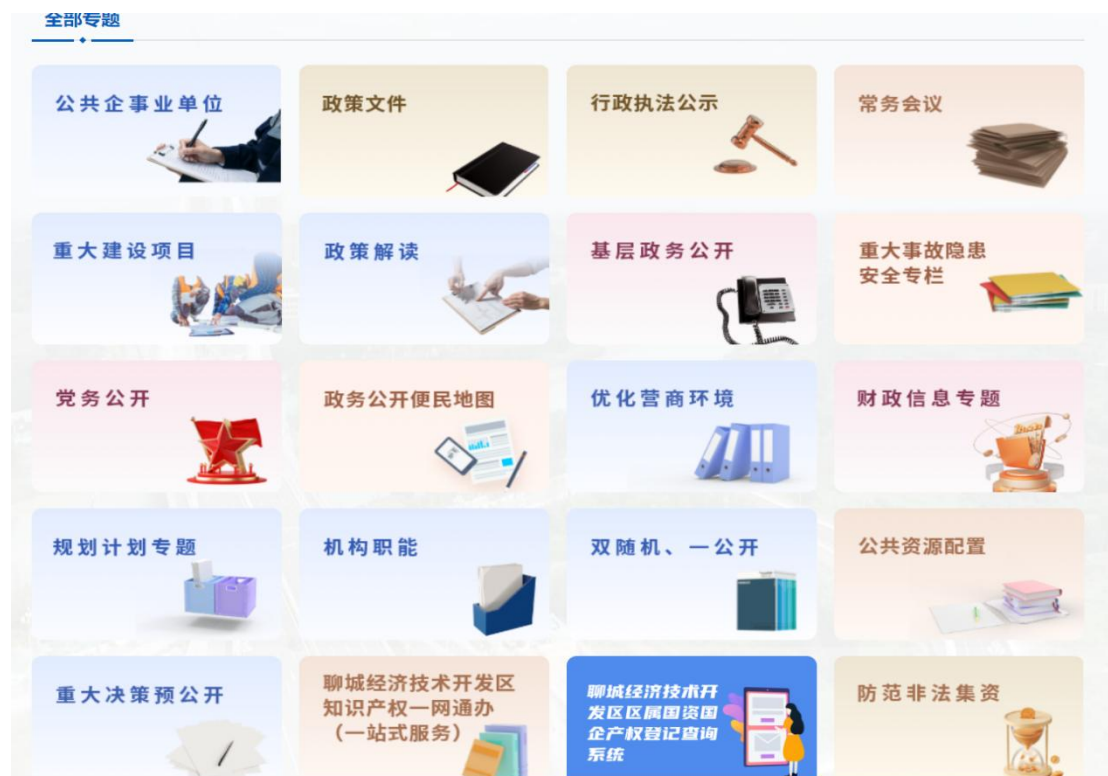 全部专题
公共企事业单位
政策文件
行政执法公示
常务会议
重大建设项目
政策解读
基层政务公开
重大事故隐患
安全专栏
党务公开
政务公开便民地图
优化营商环境
财政信息专题
规划计划专题
机构职能
双随机、一公开
公共资源配置
重大决策预公开
聊城经济技术开发区
知识产权一网通办
（一站式服务）
聊城经济技术开
发区区属国资国
企产权登记查询
系统
防范非法集资